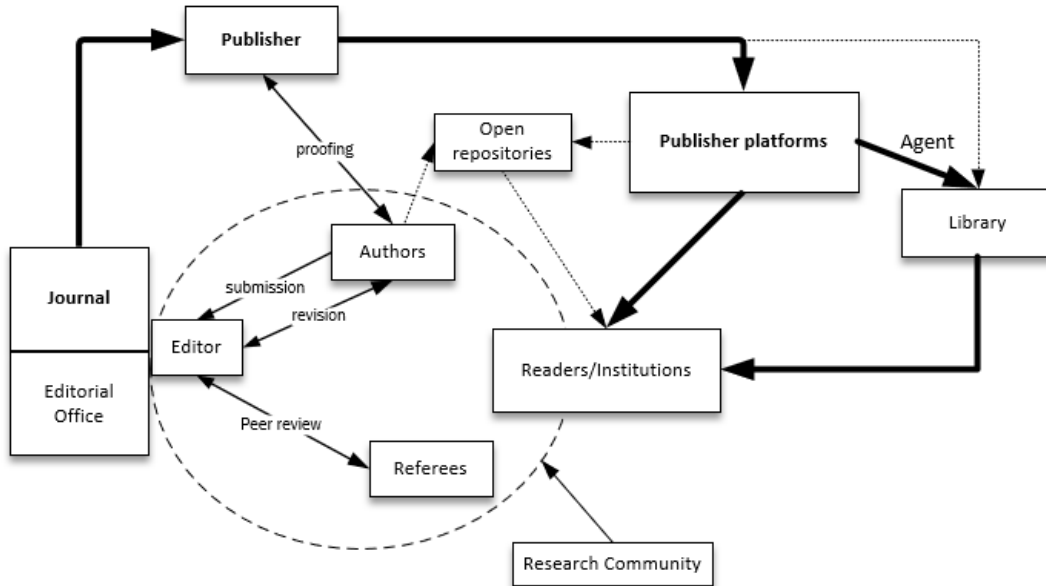 Publisher
Open
repositories
Publisher platforms
Agent
Library
proofing
Authors
submission
revision
Journal
Editor
Editorial
Office
Readers/Institutions
Peer review
Referees
Research Community